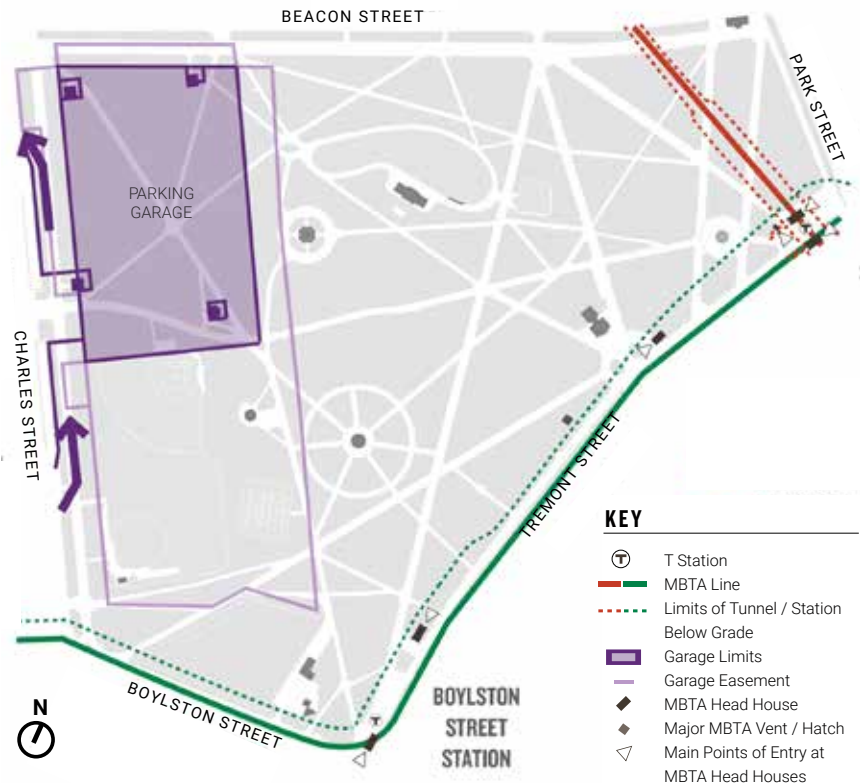 BEACON STREET
PARK STREET
PARKING
GARAGE
CHARLES STREET
TREMONT STREET
BOYLSTON STREET
BOYLSTON
STREET
STATION
N
T
KEY
T
T Station
MBTA Line
Limits of Tunnel / Station
Below Grade
Garage Limits
Garage Easement
MBTA Head House
Major MBTA Vent / Hatch
Main Points of Entry at
MBTA Head Houses